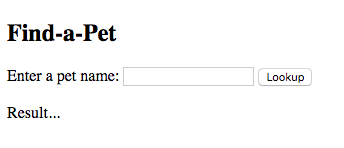 Find-a-Pet
Enter a pet name: Lookup
Result...